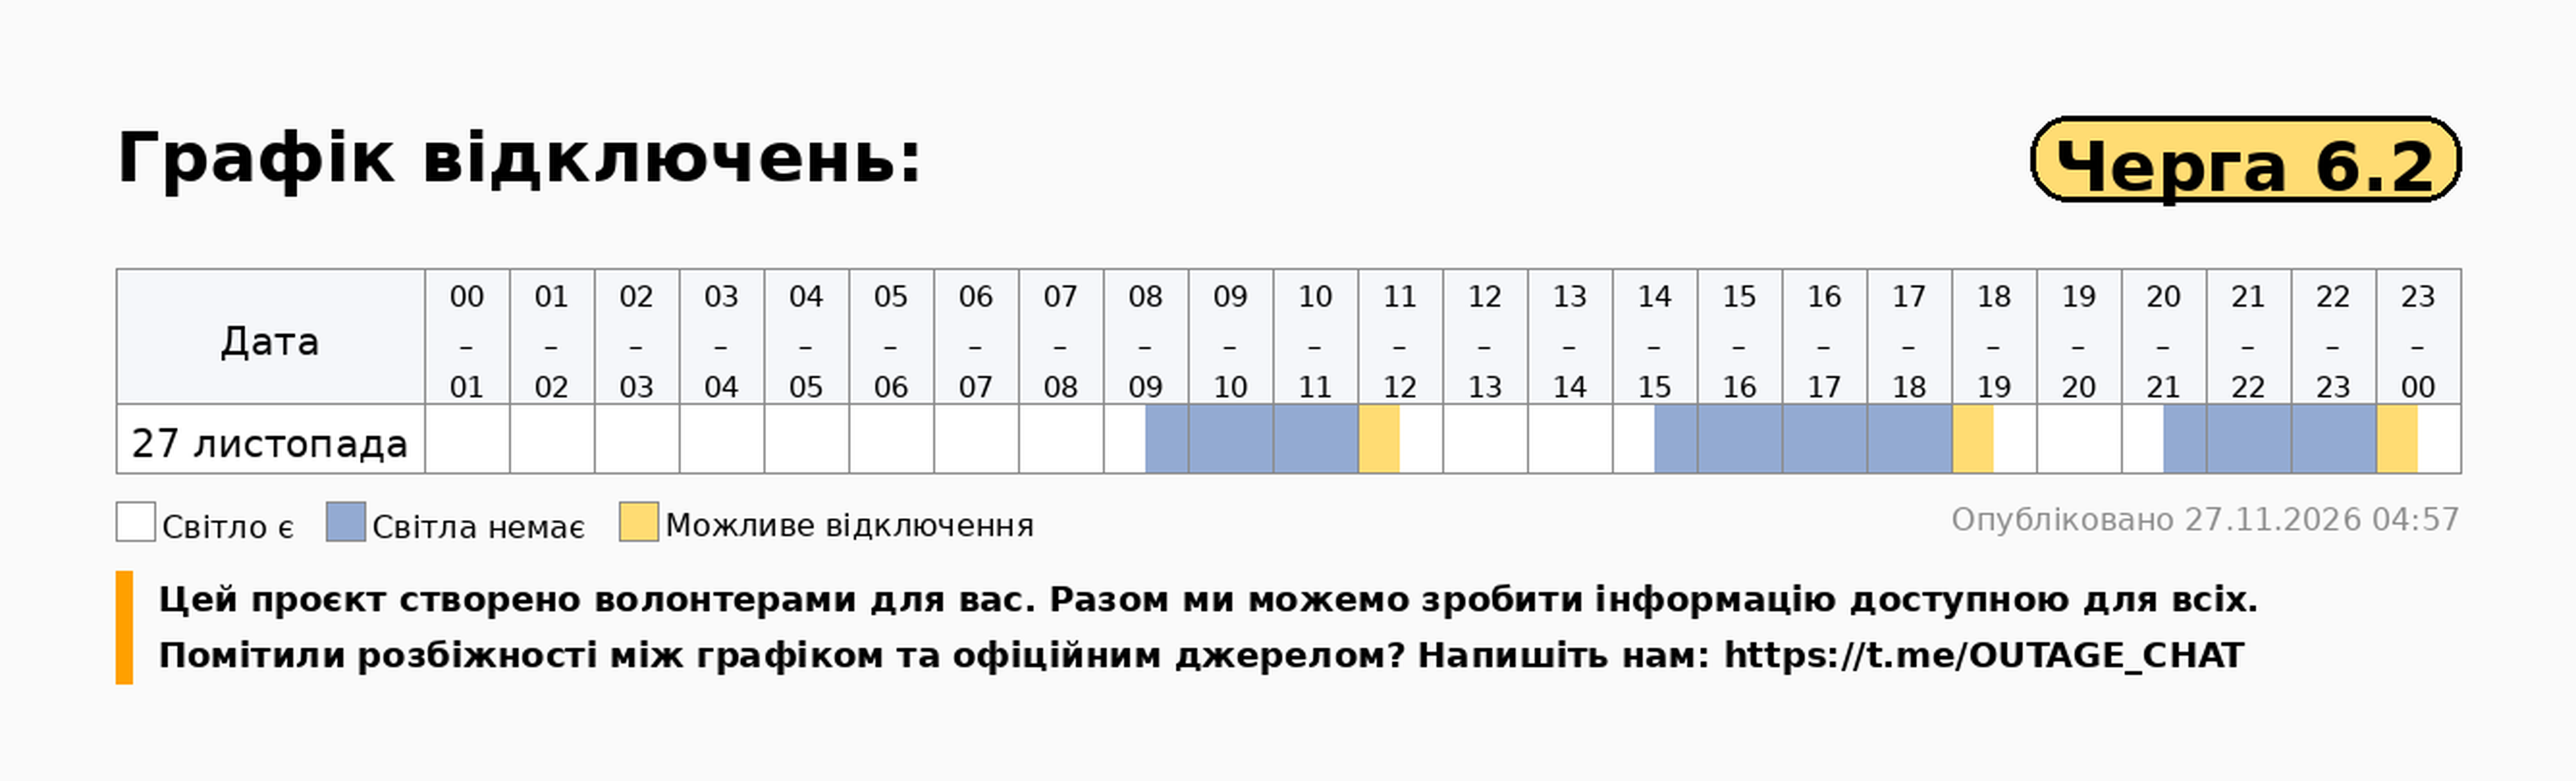 Графік відключень:
Черга 6.2
Дата
00 – 01
01 – 02
02 – 03
03 – 04
04 – 05
05 – 06
06 – 07
07 – 08
08 – 09
09 – 10
10 – 11
11 – 12
12 – 13
13 – 14
14 – 15
15 – 16
16 – 17
17 – 18
18 – 19
19 – 20
20 – 21
21 – 22
22 – 23
23 – 00
27 листопада
Світло є
Світла немає
Можливе відключення
Опубліковано 27.11.2026 04:57
Цей проєкт створено волонтерами для вас. Разом ми можемо зробити інформацію доступною для всіх.
Помітили розбіжності між графіком та офіційним джерелом? Напишіть нам: https://t.me/OUTAGE_CHAT